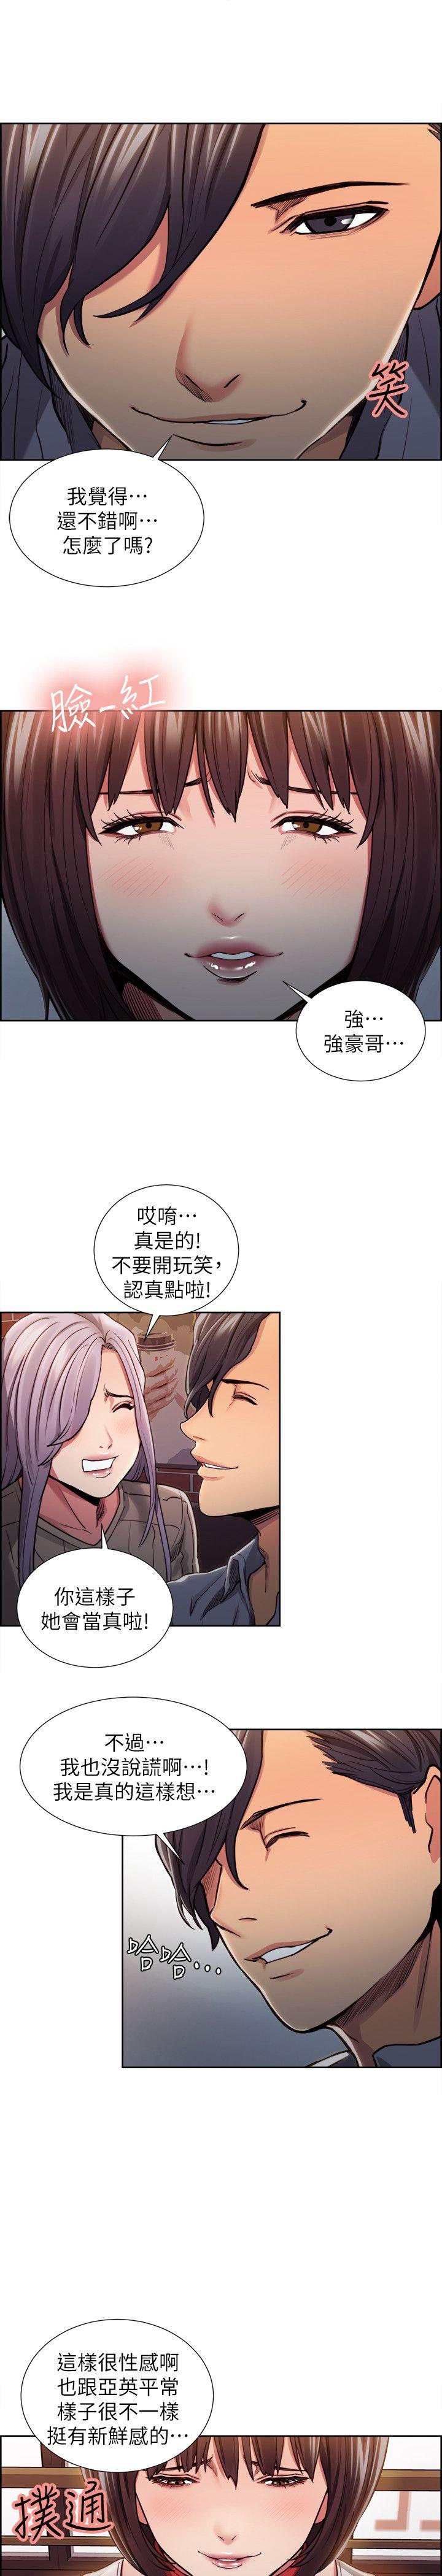 笑
我覺得⋯
還不錯啊⋯
怎麼了嗎?
臉-紅
強⋯
強豪哥⋯
哎唷⋯
真是的!
不要開玩笑，
認真點啦!
你這樣子
她會當真啦!
不過⋯
我也沒說謊啊⋯!
我是真的這樣想⋯
哈哈⋯
這樣很性感啊
也跟亞英平常
樣子很不一樣
挺有新鮮感的⋯
撲通